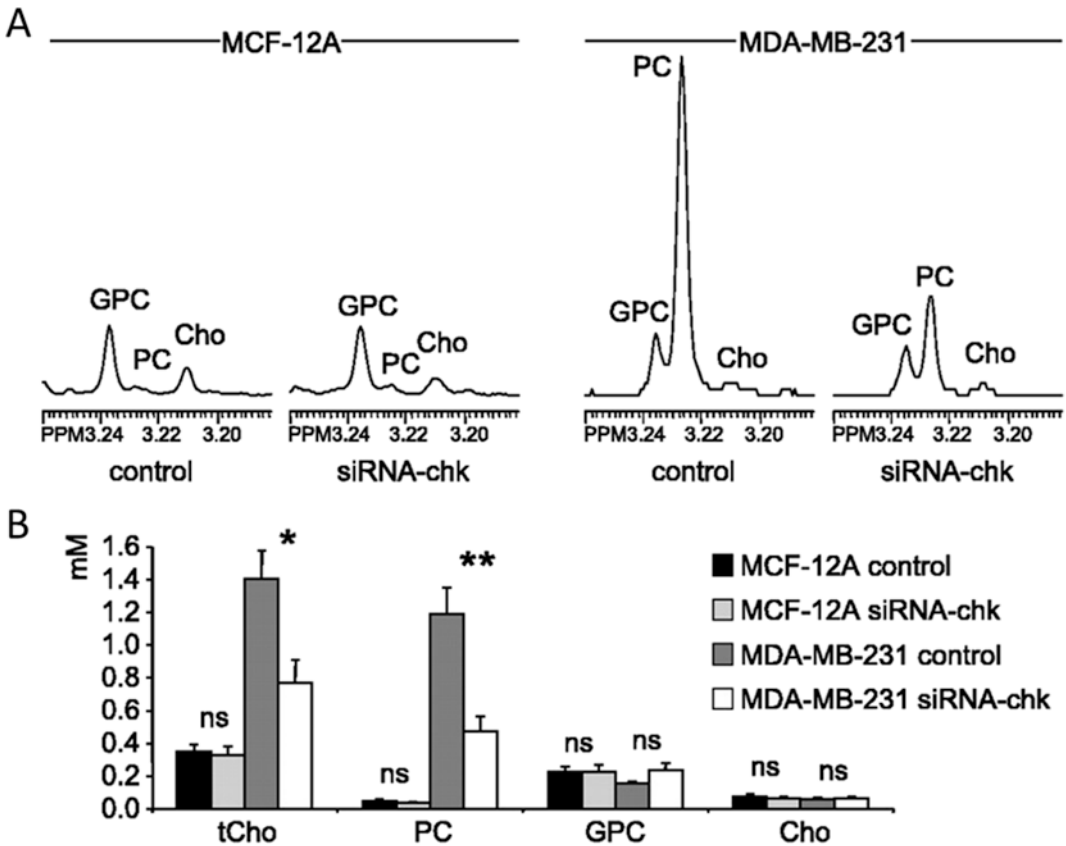 A
MCF-12A
MDA-MB-231
GPC
PC
Cho
GPC
PC
Cho
PC
GPC
Cho
GPC
PC
Cho
PPM3.24 3.22 3.20
PPM3.24 3.22 3.20
PPM3.24 3.22 3.20
PPM3.24 3.22 3.20
control
siRNA-chk
control
siRNA-chk
B
mM
1.6
1.4
1.2
1.0
0.8
0.6
0.4
0.2
0.0
ns
*
ns
**
ns
ns
ns
ns
tCho
PC
GPC
Cho
MCF-12A control
MCF-12A siRNA-chk
MDA-MB-231 control
MDA-MB-231 siRNA-chk